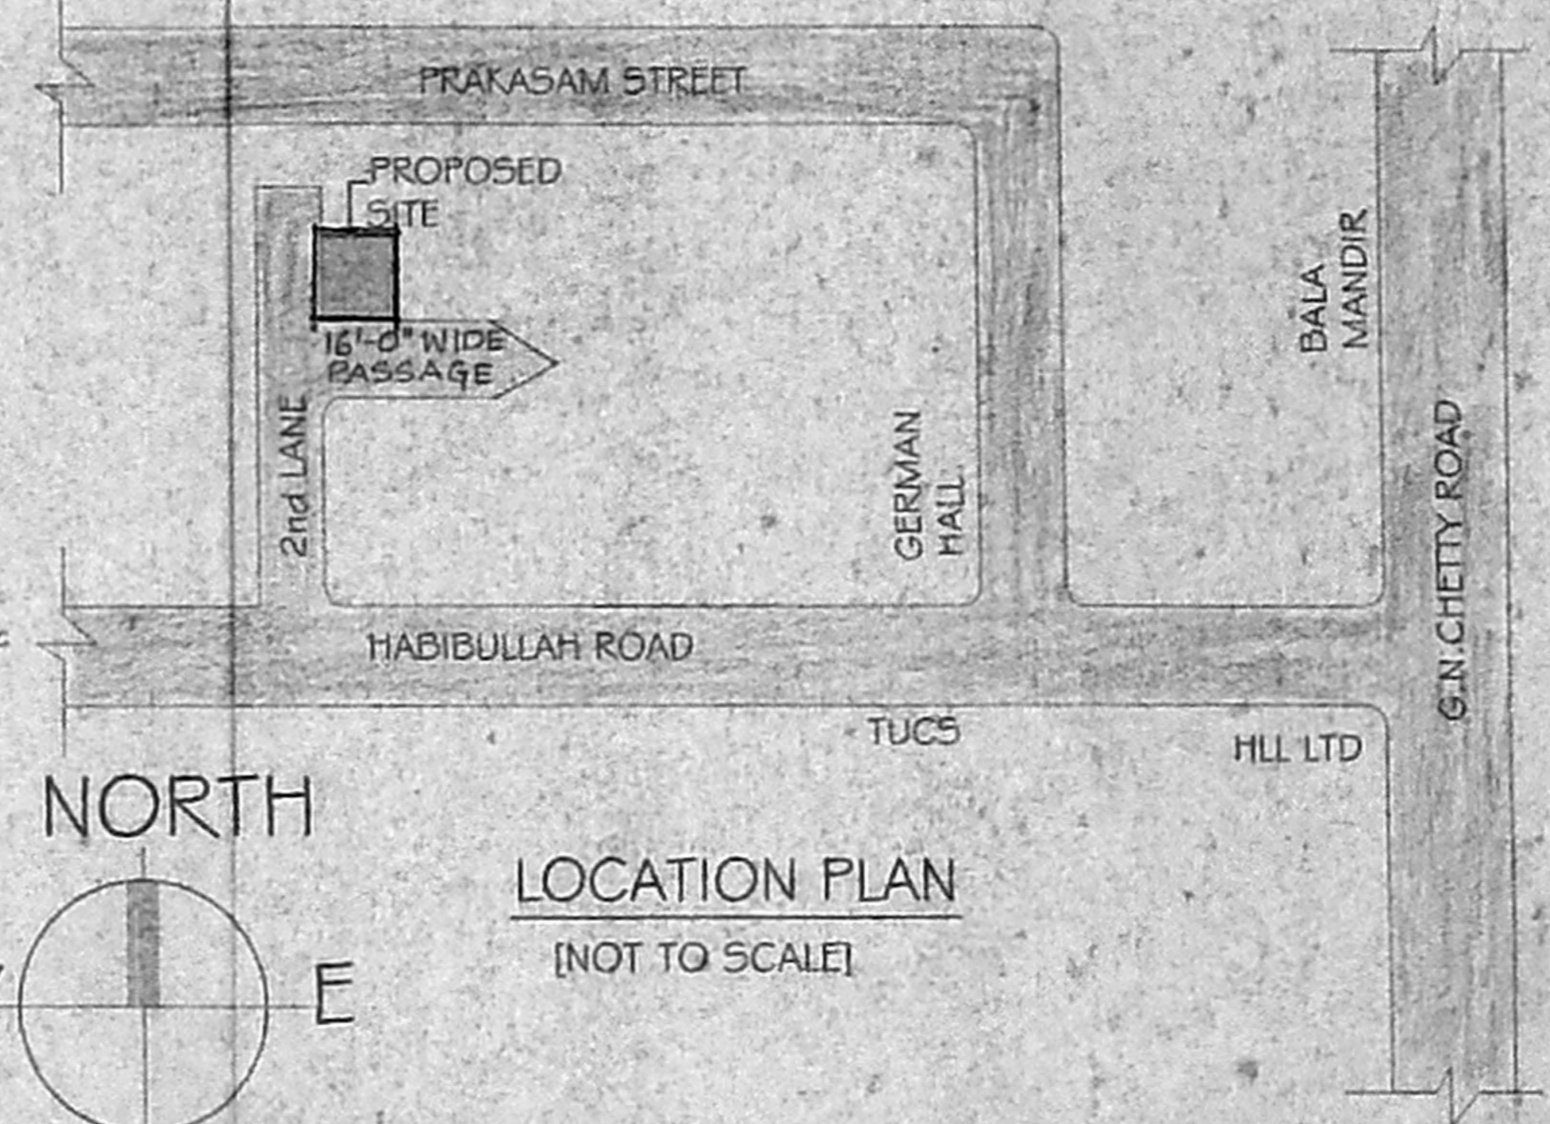 PRAKASAM STREET
PROPOSED
SITE
16'-0" WIDE
PASSAGE
2nd LANE
GERMAN
HALL
BALA
MANDIR
G.N.CHETTY ROAD
HABIBULLAH ROAD
TUCS
HLL LTD
NORTH
E
LOCATION PLAN
[NOT TO SCALE]